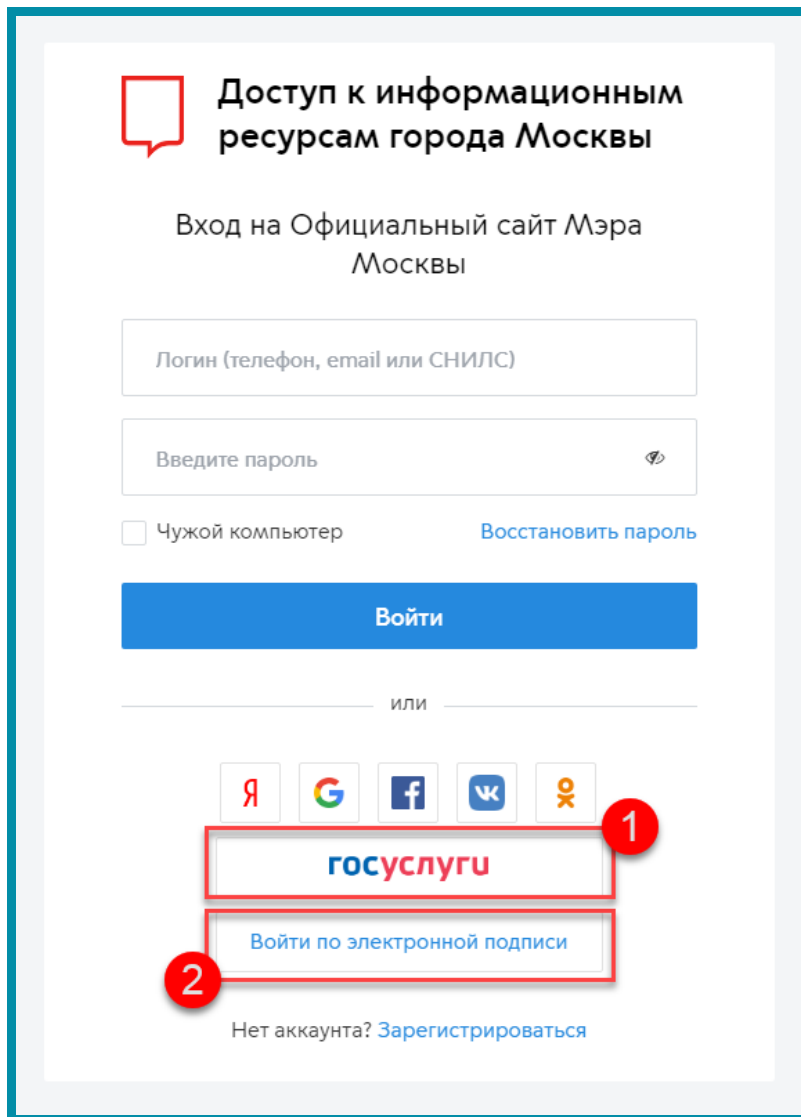 Доступ к информационным
ресурсам города Москвы
Вход на Официальный сайт Мэра
Москвы
Логин (телефон, email или СНИЛС)
Введите пароль
Чужой компьютер
Восстановить пароль
Войти
или
Я
G
f
1
госуслуги
Войти по электронной подписи
2
Нет аккаунта? Зарегистрироваться